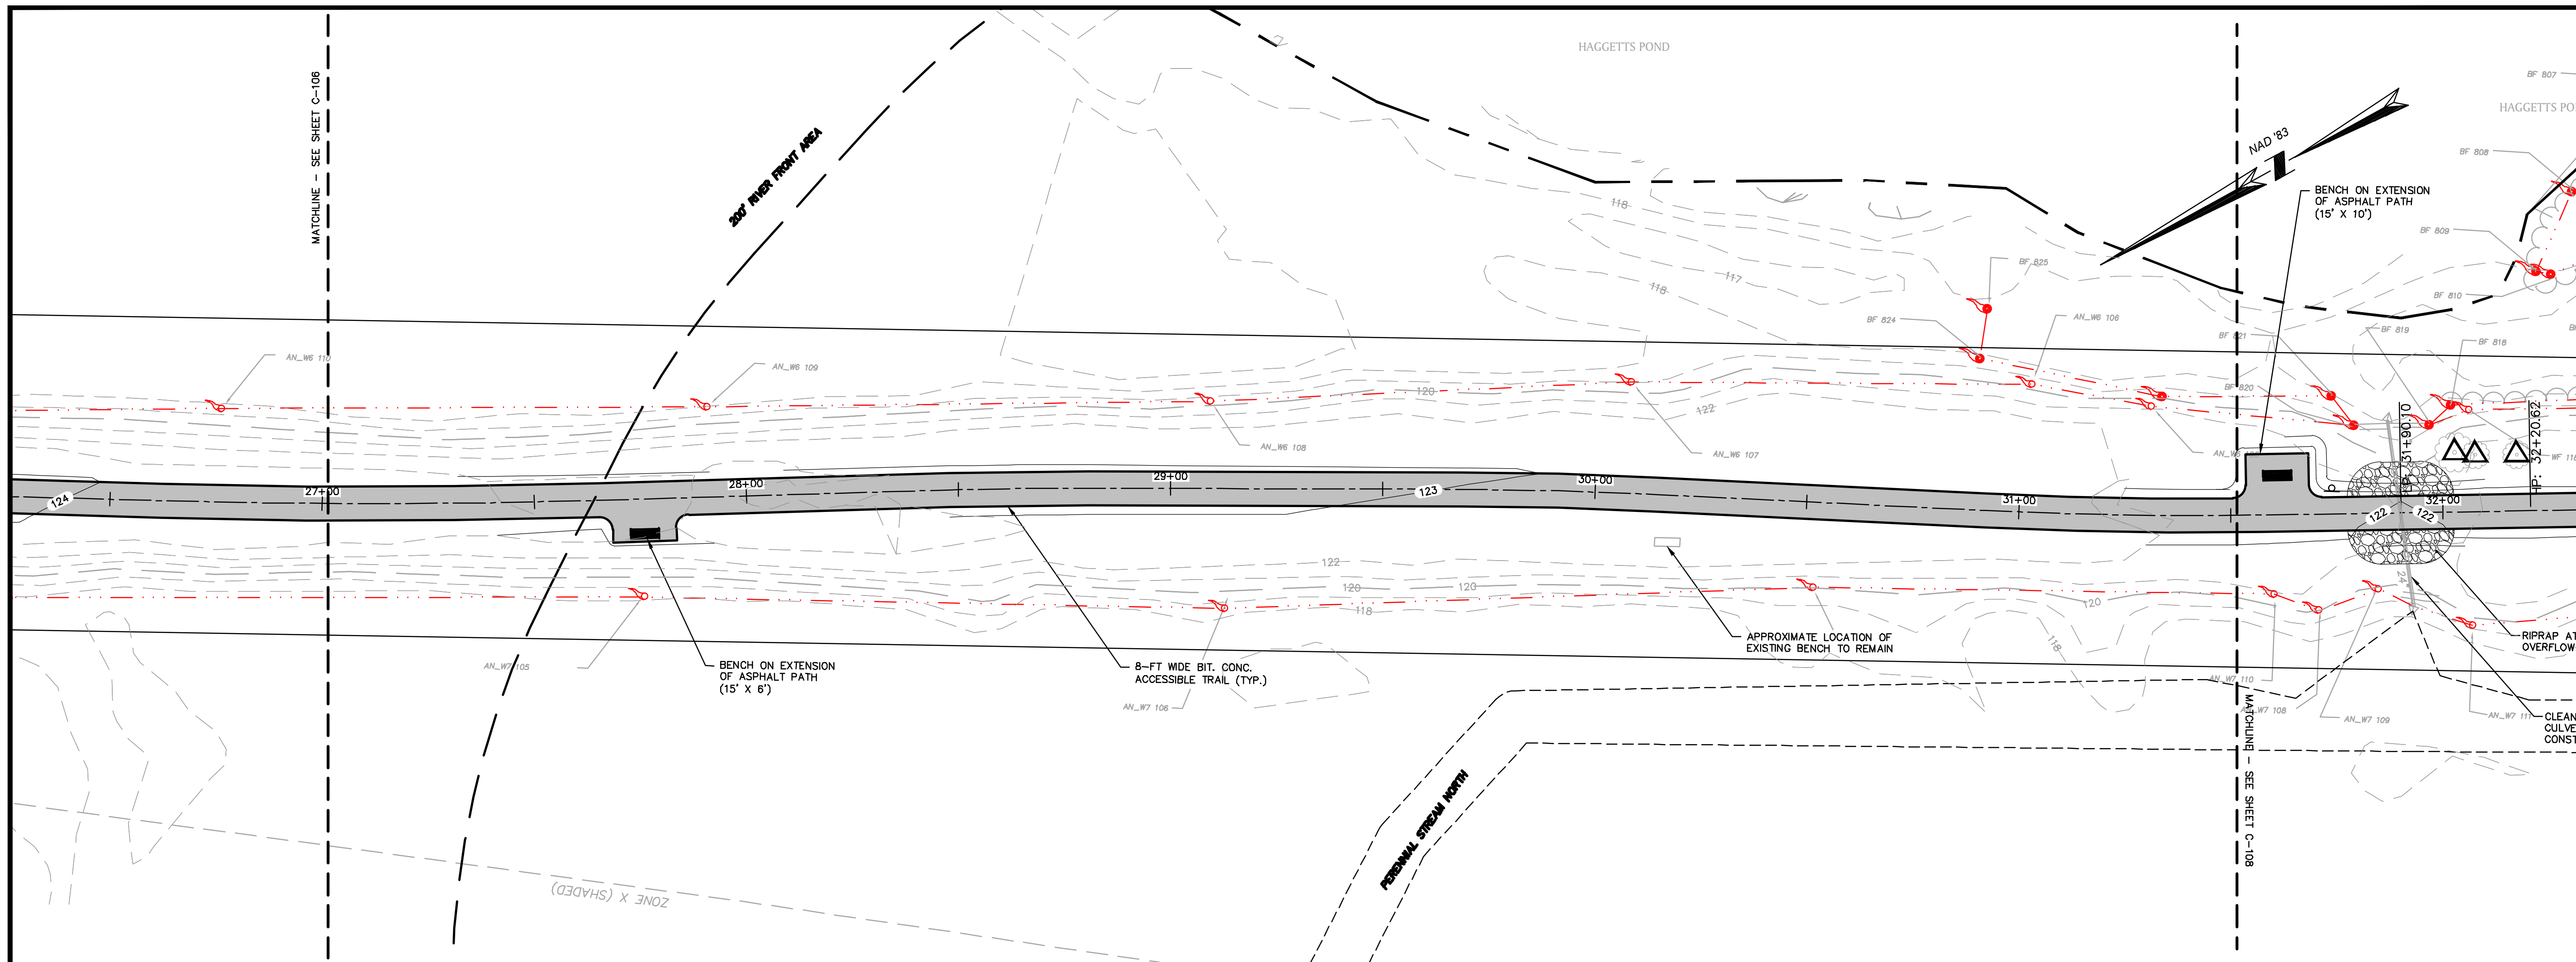 HAGGETTS POND
BF 807
HAGGETTS PO
MATCHLINE - SEE SHEET C-106
200' RIVER FRONT AREA
NAD '83
BF 808
BENCH ON EXTENSION
OF ASPHALT PATH
(15' X 10')
118
BF 809
BF 825
117
118
BF 810
BF 824
AN_W6 106
BF 819
BF 821
BF 818
AN_W6 110
AN_W6 109
BF 820
120
122
31+90.10
HP: 32+20.62
AN_W6 108
AN_W6 107
WF 118
124
27+00
28+00
29+00
123
30+00
31+00
32+00
122
122
122
24"
120
120
118
120
118
RIPRAP AT
OVERFLOW
APPROXIMATE LOCATION OF
EXISTING BENCH TO REMAIN
AN_W7 105
BENCH ON EXTENSION
OF ASPHALT PATH
(15' X 6')
8-FT WIDE BIT. CONC.
ACCESSIBLE TRAIL (TYP.)
AN_W7 106
AN_W7 110
AN_W7 108
AN_W7 109
AN_W7 111
CLEAN
CULVE
CONST
MATCHLINE - SEE SHEET C-108
PERENNIAL STREAM NORTH
ZONE X (SHADED)